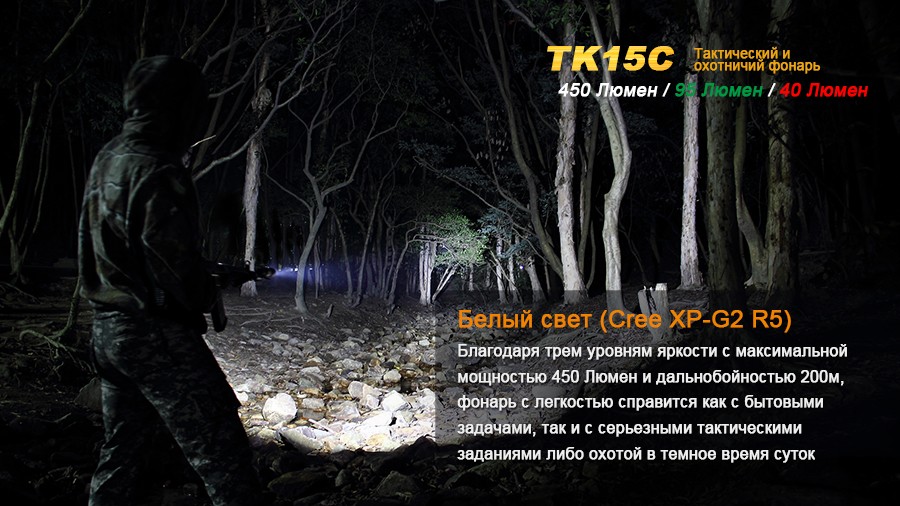 TK15C
Тактический и
охотничий фонарь
450 Люмен / 95 Люмен / 40 Люмен
Белый свет (Cree XP-G2 R5)
Благодаря трем уровням яркости с максимальной
мощностью 450 Люмен и дальнобойностью 200м,
фонарь с легкостью справится как с бытовыми
задачами, так и с серьезными тактическими
заданиями либо охотой в темное время суток